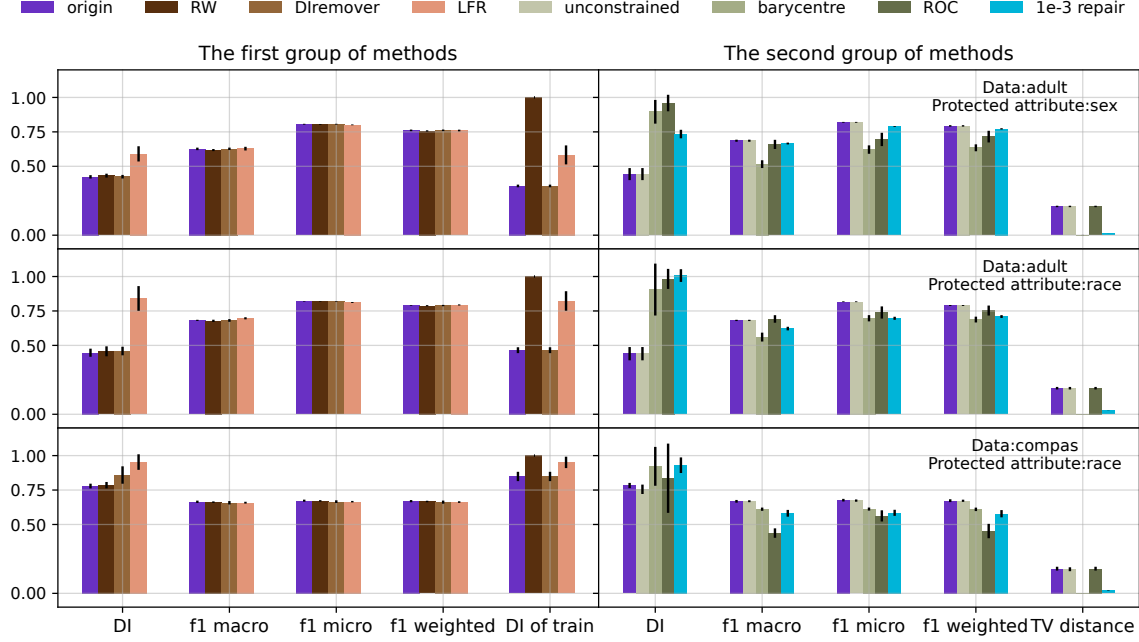 origin RW DIremover LFR unconstrained barycentre ROC 1e-3 repair
The first group of methods The second group of methods
1.00
0.75
0.50
0.00
Data:adult
Protected attribute:sex
1.00
0.75
0.50
0.00
Data:adult
Protected attribute:race
1.00
0.75
0.50
0.00
Data:compas
Protected attribute:race
DI f1 macro f1 micro f1 weighted DI of train DI f1 macro f1 micro f1 weighted TV distance